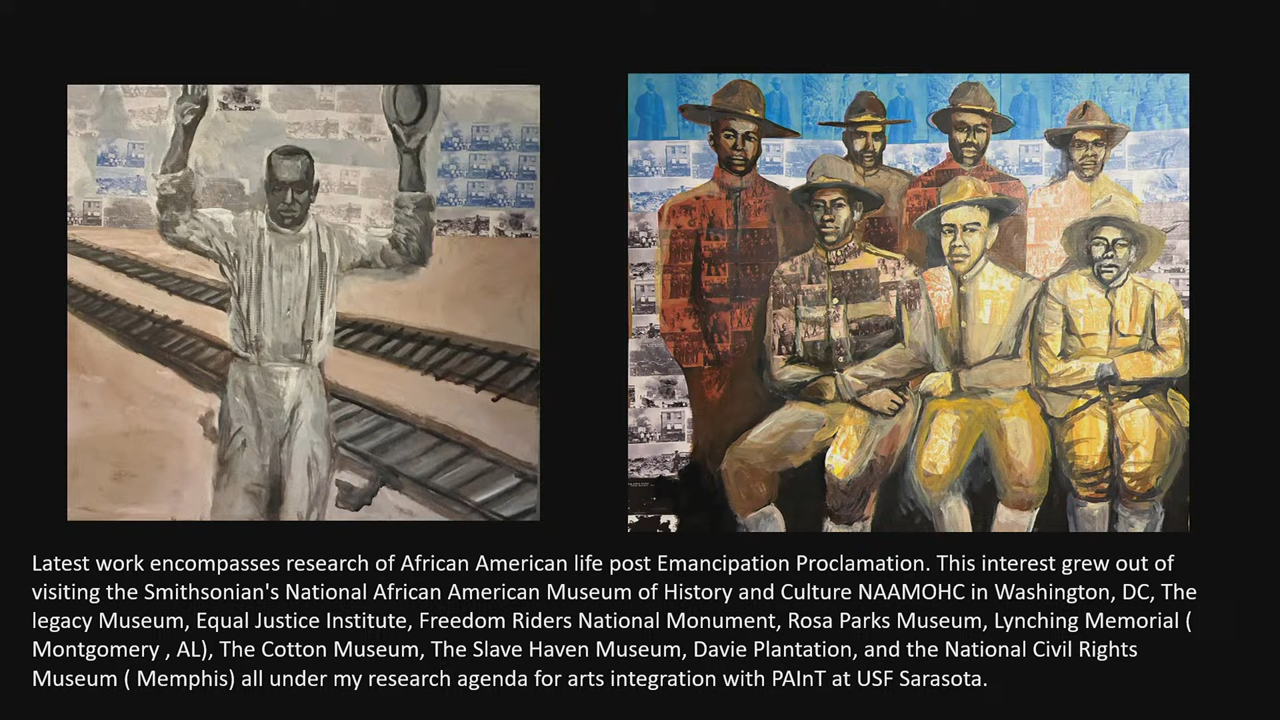 Latest work encompasses research of African American life post Emancipation Proclamation. This interest grew out of
visiting the Smithsonian's National African American Museum of History and Culture NAAMOHC in Washington, DC, The
legacy Museum, Equal Justice Institute, Freedom Riders National Monument, Rosa Parks Museum, Lynching Memorial (
Montgomery , AL), The Cotton Museum, The Slave Haven Museum, Davie Plantation, and the National Civil Rights
Museum ( Memphis) all under my research agenda for arts integration with PAInT at USF Sarasota.